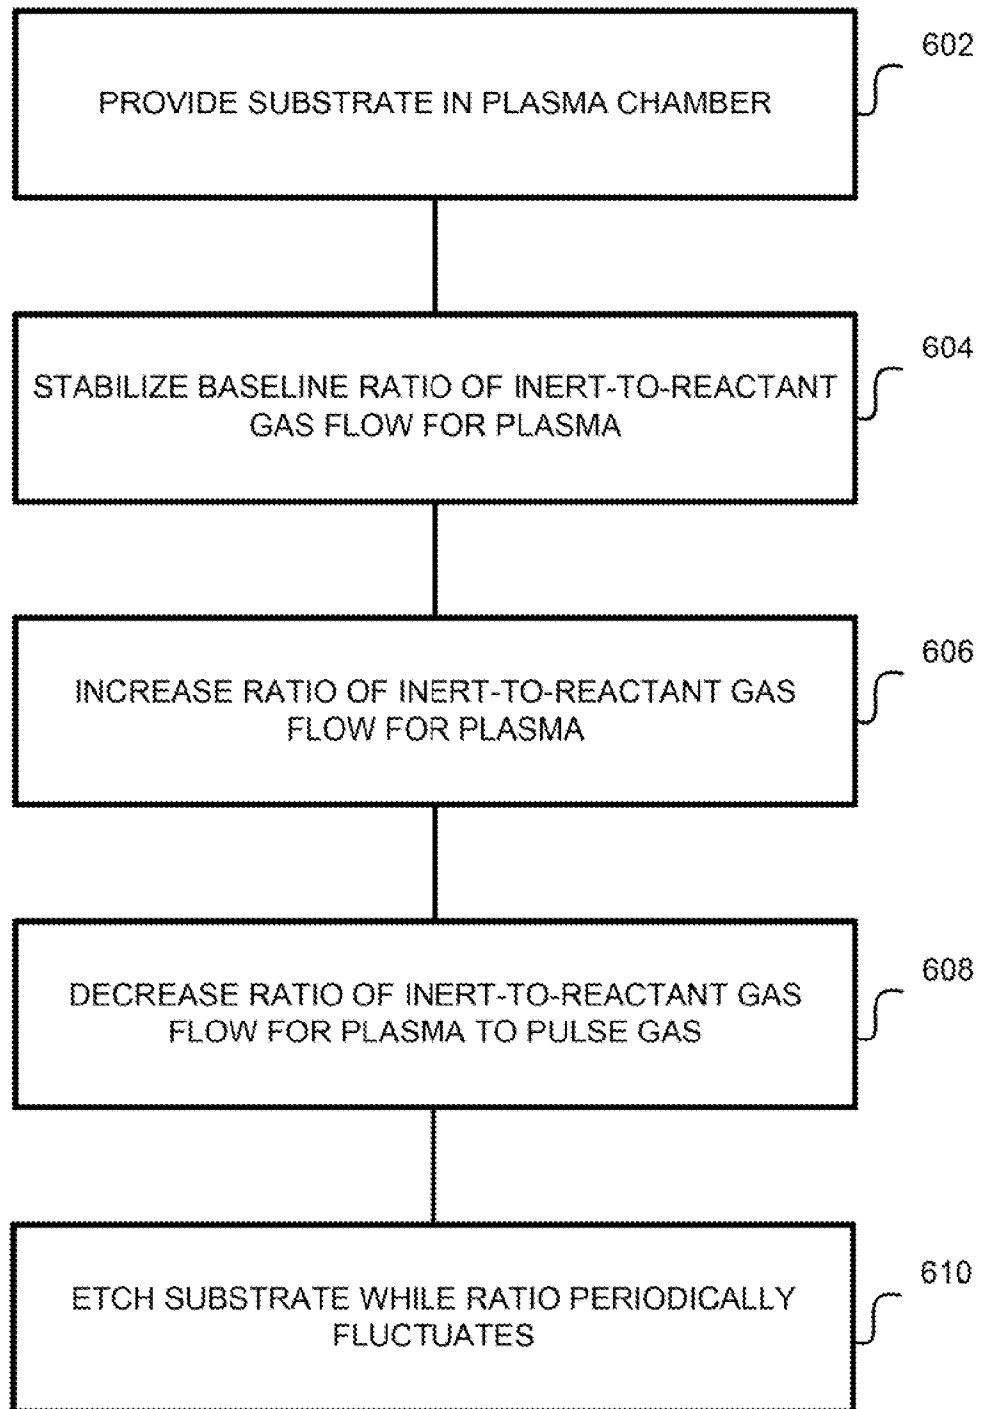 602
PROVIDE SUBSTRATE IN PLASMA CHAMBER
604
STABILIZE BASELINE RATIO OF INERT-TO-REACTANT
GAS FLOW FOR PLASMA
606
INCREASE RATIO OF INERT-TO-REACTANT GAS
FLOW FOR PLASMA
608
DECREASE RATIO OF INERT-TO-REACTANT GAS
FLOW FOR PLASMA TO PULSE GAS
610
ETCH SUBSTRATE WHILE RATIO PERIODICALLY
FLUCTUATES